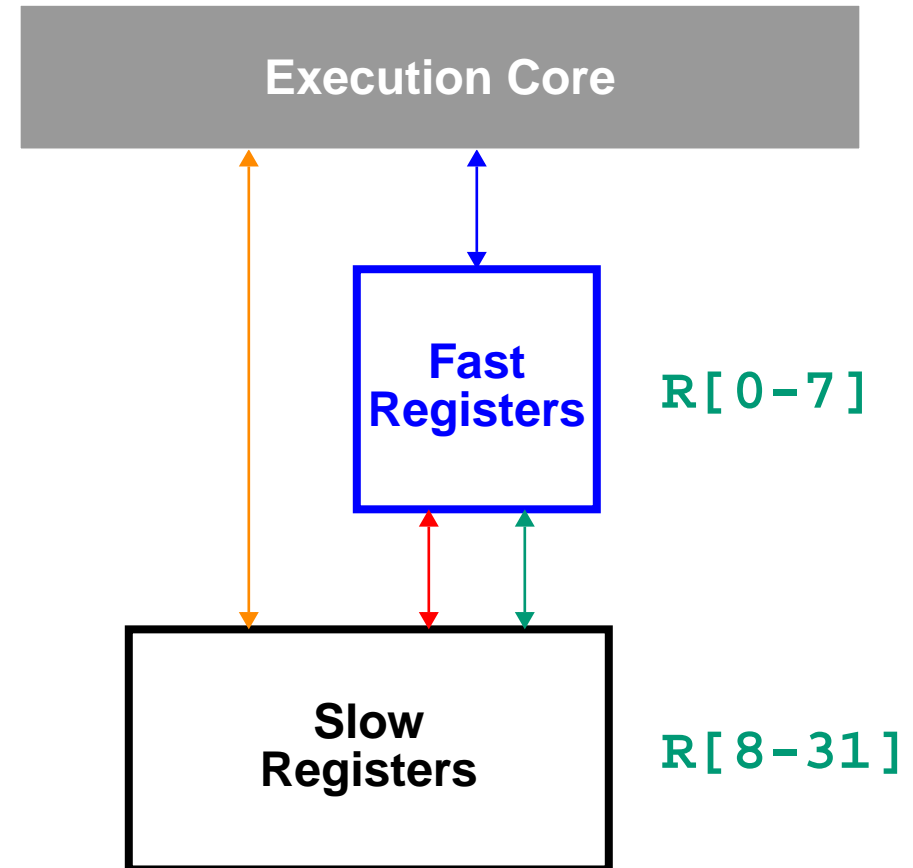 Execution Core
Fast
Registers
R[0-7]
Slow
Registers
R[8-31]